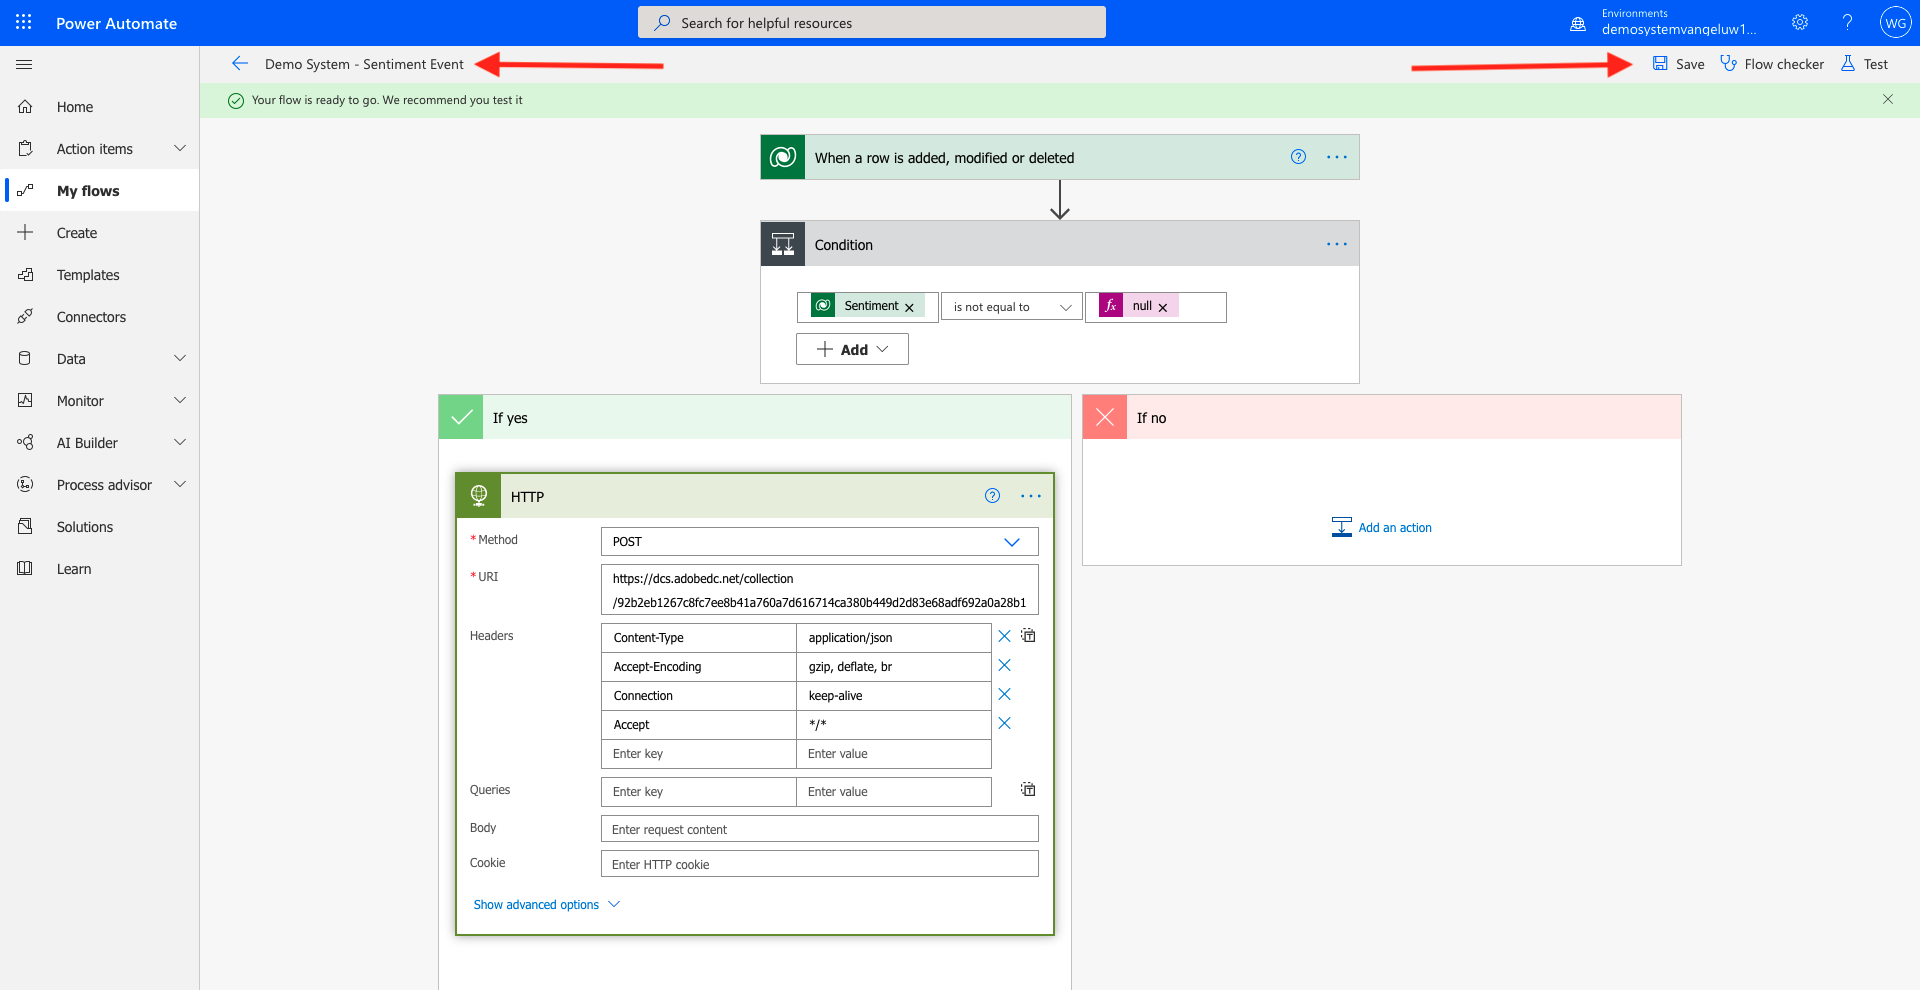 Power Automate
Search for helpful resources
Environments
demosystemvangeluw1...
WG
Demo System - Sentiment Event
Save
Flow checker
Test
Your flow is ready to go. We recommend you test it
Home
Action items
My flows
Create
Templates
Connectors
Data
Monitor
AI Builder
Process advisor
Solutions
Learn
When a row is added, modified or deleted
Condition
Sentiment
is not equal to
fx null
Add
If yes
If no
HTTP
* Method
POST
* URI
https://dcs.adobedc.net/collection
/92b2eb1267c8fc7ee8b41a760a7d616714ca380b449d2d83e68adf692a0a28b1
Headers
Content-Type application/json
Accept-Encoding gzip, deflate, br
Connection keep-alive
Accept */*
Enter key Enter value
Queries
Enter key Enter value
Body
Enter request content
Cookie
Enter HTTP cookie
Show advanced options
Add an action